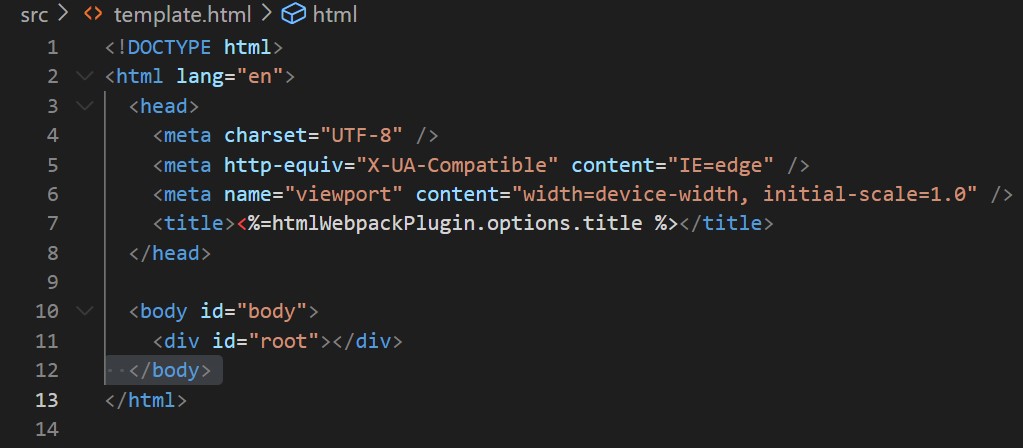 src > <> template.html > html
1 <!DOCTYPE html>
2 <html lang="en">
3   <head>
4     <meta charset="UTF-8" />
5     <meta http-equiv="X-UA-Compatible" content="IE=edge" />
6     <meta name="viewport" content="width=device-width, initial-scale=1.0" />
7     <title><%=htmlWebpackPlugin.options.title %></title>
8   </head>
9
10   <body id="body">
11     <div id="root"></div>
12   </body>
13 </html>
14